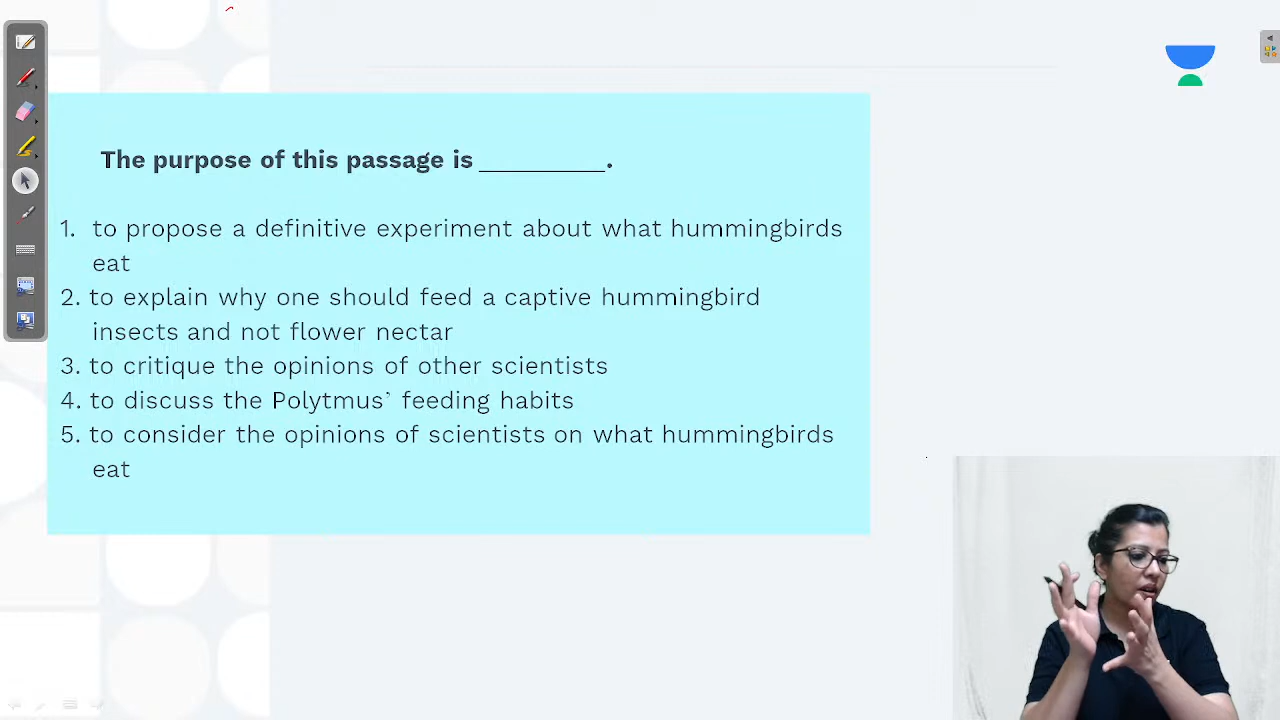 The purpose of this passage is __________.
1. to propose a definitive experiment about what hummingbirds
eat
2. to explain why one should feed a captive hummingbird
insects and not flower nectar
3. to critique the opinions of other scientists
4. to discuss the Polytmus’ feeding habits
5. to consider the opinions of scientists on what hummingbirds
eat